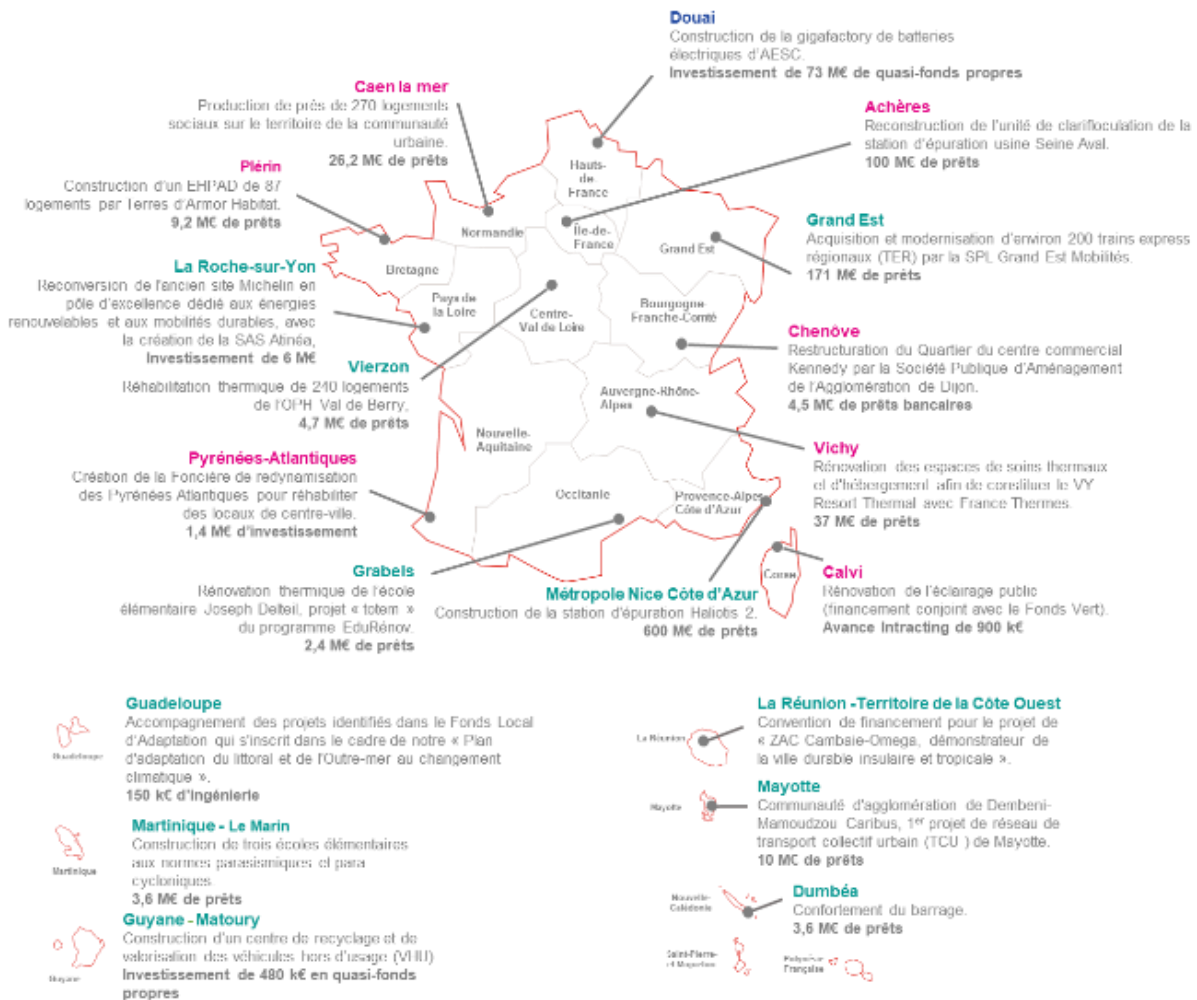 Douai
Construction de la gigafactory de batteries
électriques d'AESC.
Investissement de 73 M€ de quasi-fonds propres
Caen la mer
Production de près de 270 logements
sociaux sur le territoire de la communauté
urbaine.
26,2 M€ de prêts
Achères
Reconstruction de l'unité de clarifloculation de la
station d'épuration usine Seine Aval.
100 M€ de prêts
Plérin
Construction d'un EHPAD de 87
logements par Terres d'Armor Habitat.
9,2 M€ de prêts
Grand Est
Acquisition et modernisation d'environ 200 trains express
régionaux (TER) par la SPL Grand Est Mobilités.
171 M€ de prêts
La Roche-sur-Yon
Reconversion de l'ancien site Michelin en
pôle d'excellence dédié aux énergies
renouvelables et aux mobilités durables, avec
la création de la SAS Atinéa,
Investissement de 6 M€
Chenôve
Restructuration du Quartier du centre commercial
Kennedy par la Société Publique d'Aménagement
de l'Agglomération de Dijon.
4,5 M€ de prêts bancaires
Vierzon
Réhabilitation thermique de 240 logements
de l'OPH Val de Berry,
4,7 M€ de prêts
Vichy
Rénovation des espaces de soins thermaux
et d'hébergement afin de constituer le VY
Resort Thermal avec France Thermes.
37 M€ de prêts
Pyrénées-Atlantiques
Création de la Foncière de redynamisation
des Pyrénées Atlantiques pour réhabiliter
des locaux de centre-ville.
1,4 M€ d'investissement
Grabels
Rénovation thermique de l'école
élémentaire Joseph Delteil, projet « totem »
du programme EduRénov.
2,4 M€ de prêts
Métropole Nice Côte d'Azur
Construction de la station d'épuration Haliotis 2.
600 M€ de prêts
Calvi
Rénovation de l'éclairage public
(financement conjoint avec le Fonds Vert).
Avance Intracting de 900 k€
Hauts-
de-
France
Normandie
Île-de-
France
Grand Est
Bretagne
Pays de
la Loire
Centre-
Val de Loire
Bourgogne
Franche-Comté
Auvergne-Rhône-
Alpes
Nouvelle-
Aquitaine
Occitanie
Provence-Alpes
Côte d'Azur
Corse
Guadeloupe
Guadeloupe
Accompagnement des projets identifiés dans le Fonds Local
d'Adaptation qui s'inscrit dans le cadre de notre « Plan
d'adaptation du littoral et de l'Outre-mer au changement
climatique ».
150 k€ d'ingénierie
Martinique
Martinique - Le Marin
Construction de trois écoles élémentaires
aux normes parasismiques et para
cycloniques
3,6 M€ de prêts
Guyane
Guyane - Matoury
Construction d'un centre de recyclage et de
valorisation des véhicules hors d'usage (VHU)
Investissement de 480 k€ en quasi-fonds
propres
La Réunion
La Réunion -Territoire de la Côte Ouest
Convention de financement pour le projet de
« ZAC Cambaie-Omega, démonstrateur de
la ville durable insulaire et tropicale ».
Mayotte
Mayotte
Communauté d'agglomération de Dembeni-
Mamoudzou Caribus, 1er projet de réseau de
transport collectif urbain (TCU ) de Mayotte.
10 M€ de prêts
Nouvelle-
Calédonie
Dumbéa
Confortement du barrage.
3,6 M€ de prêts
Saint-Pierre-
et Miquelon
Polynésie
Française